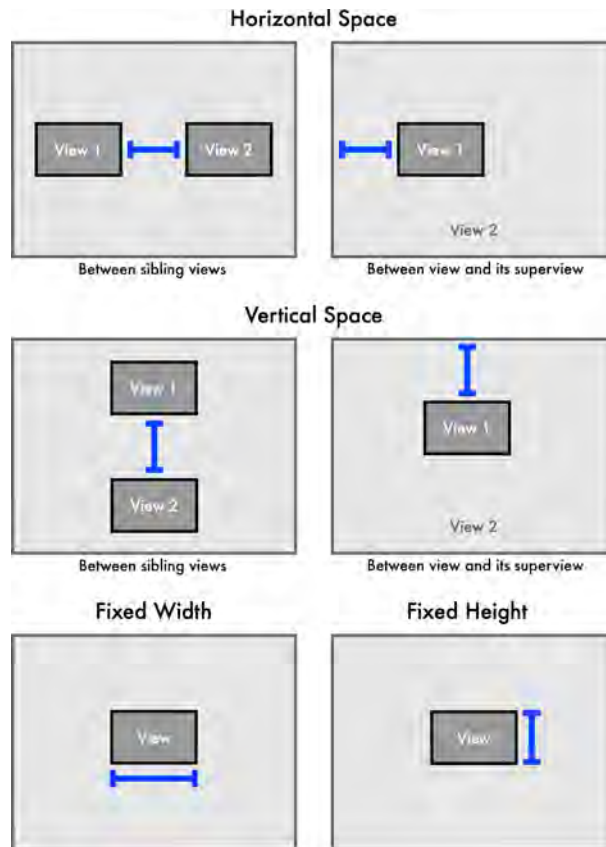 Horizontal Space
View 1
View 2
View 1
View 2
Between sibling views
Between view and its superview
Vertical Space
View 1
View 2
View 1
View 2
Between sibling views
Between view and its superview
Fixed Width
Fixed Height
View
View